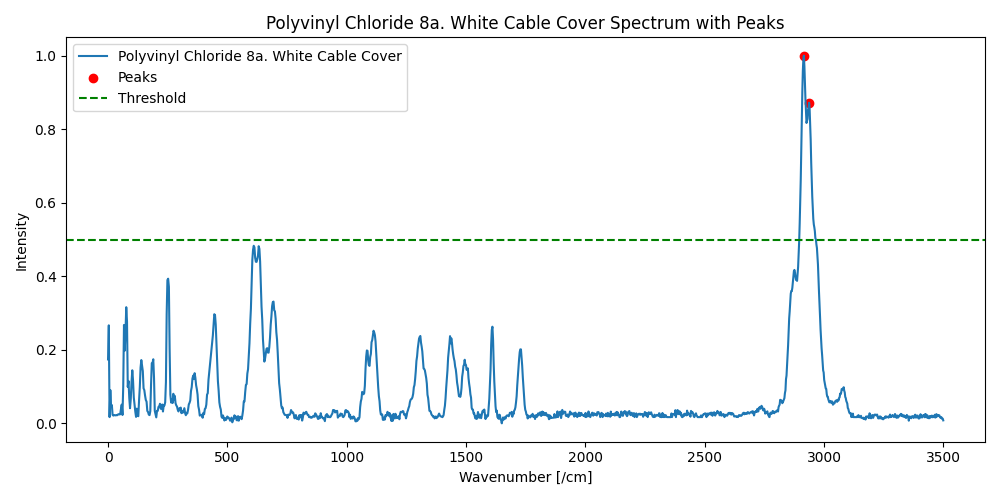 Polyvinyl Chloride 8a. White Cable Cover Spectrum with Peaks
Polyvinyl Chloride 8a. White Cable Cover
Peaks
Threshold
1.0
0.8
0.6
0.4
0.2
0.0
Intensity
0 500 1000 1500 2000 2500 3000 3500
Wavenumber [/cm]